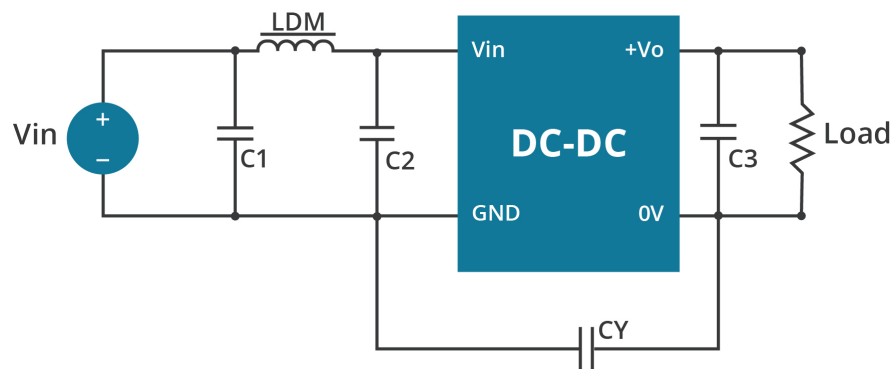 LDM
Vin
+
−
C1
C2
Vin
+Vo
DC-DC
GND
0V
C3
Load
CY